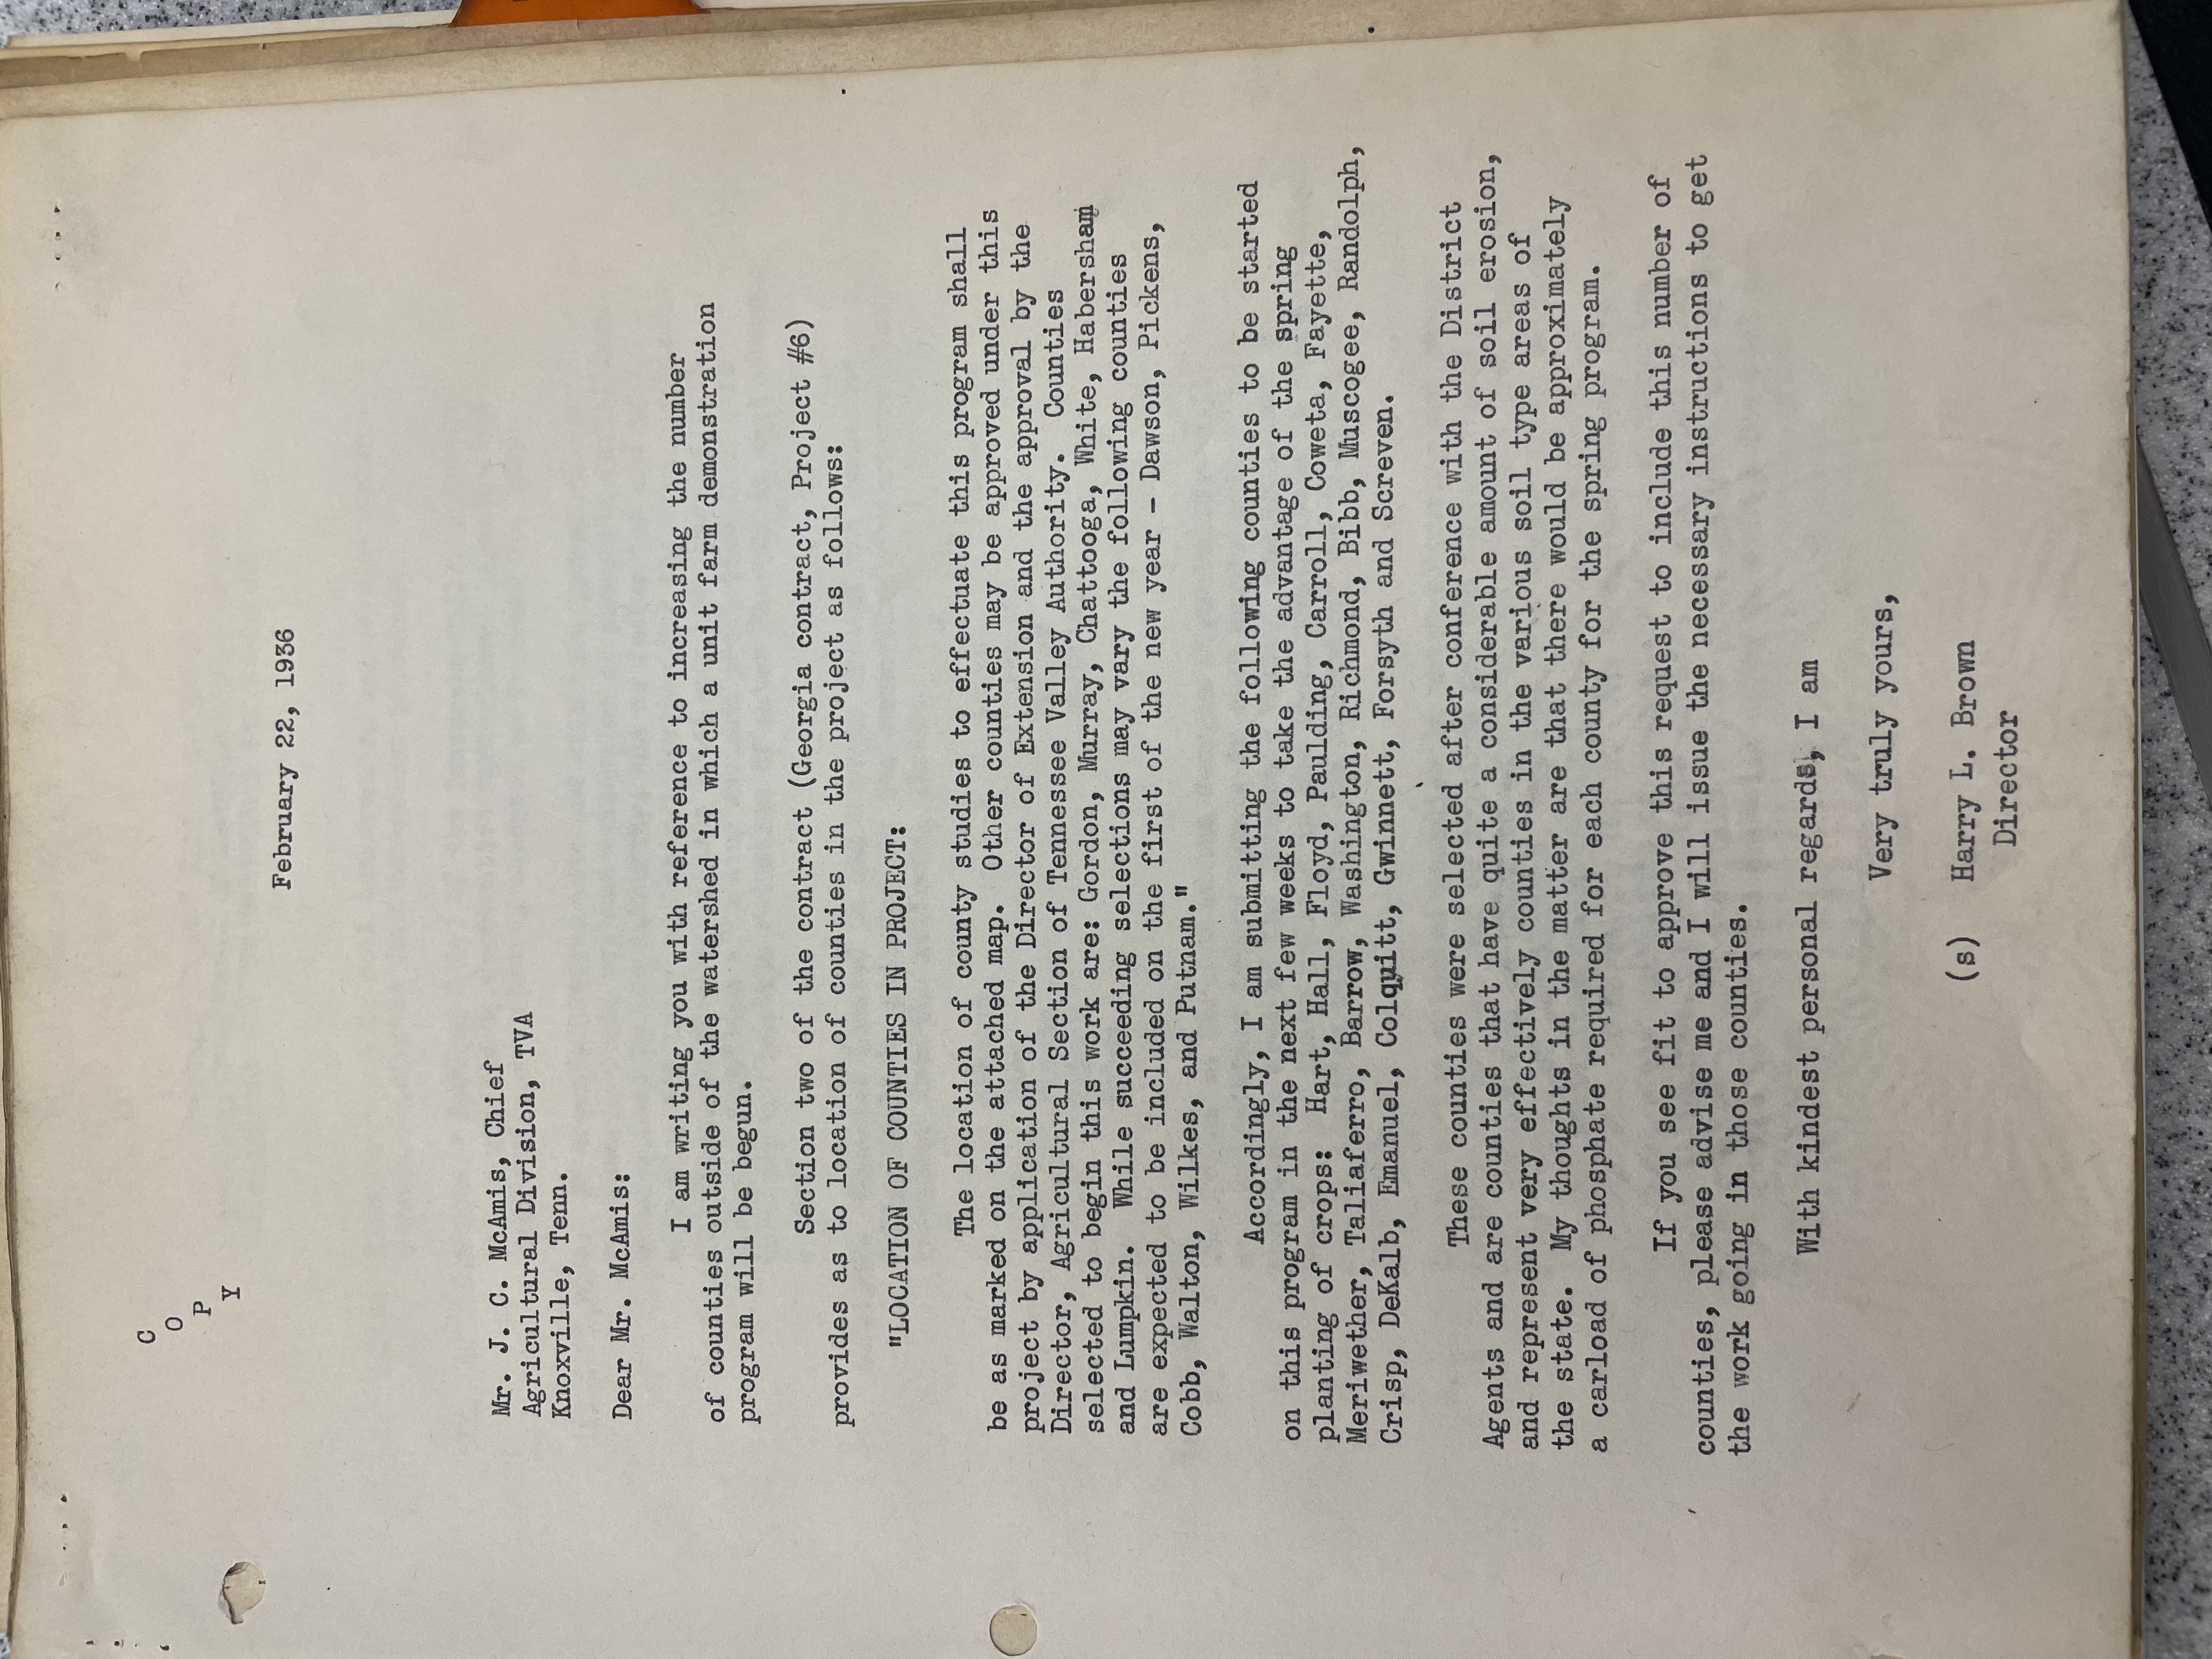 C
O
P
Y
February 22, 1936
Mr. J. C. McAmis, Chief
Agricultural Division, TVA
Knoxville, Tenn.
Dear Mr. McAmis:
I am writing you with reference to increasing the number
of counties outside of the watershed in which a unit farm demonstration
program will be begun.
Section two of the contract (Georgia contract, Project #6)
provides as to location of counties in the project as follows:
"LOCATION OF COUNTIES IN PROJECT:
The location of county studies to effectuate this program shall
be as marked on the attached map. Other counties may be approved under this
project by application of the Director of Extension and the approval by the
Director, Agricultural Section of Tennessee Valley Authority. Counties
selected to begin this work are: Gordon, Murray, Chattooga, White, Habersham
and Lumpkin. While succeeding selections may vary the following counties
are expected to be included on the first of the new year - Dawson, Pickens,
Cobb, Walton, Wilkes, and Putnam."
Accordingly, I am submitting the following counties to be started
on this program in the next few weeks to take the advantage of the spring
planting of crops: Hart, Hall, Floyd, Paulding, Carroll, Coweta, Fayette,
Meriwether, Taliaferro, Barrow, Washington, Richmond, Bibb, Muscogee, Randolph,
Crisp, DeKalb, Emanuel, Colquitt, Gwinnett, Forsyth and Screven.
These counties were selected after conference with the District
Agents and are counties that have quite a considerable amount of soil erosion,
and represent very effectively counties in the various soil type areas of
the state. My thoughts in the matter are that there would be approximately
a carload of phosphate required for each county for the spring program.
If you see fit to approve this request to include this number of
counties, please advise me and I will issue the necessary instructions to get
the work going in those counties.
With kindest personal regards, I am
Very truly yours,
(s) Harry L. Brown
Director